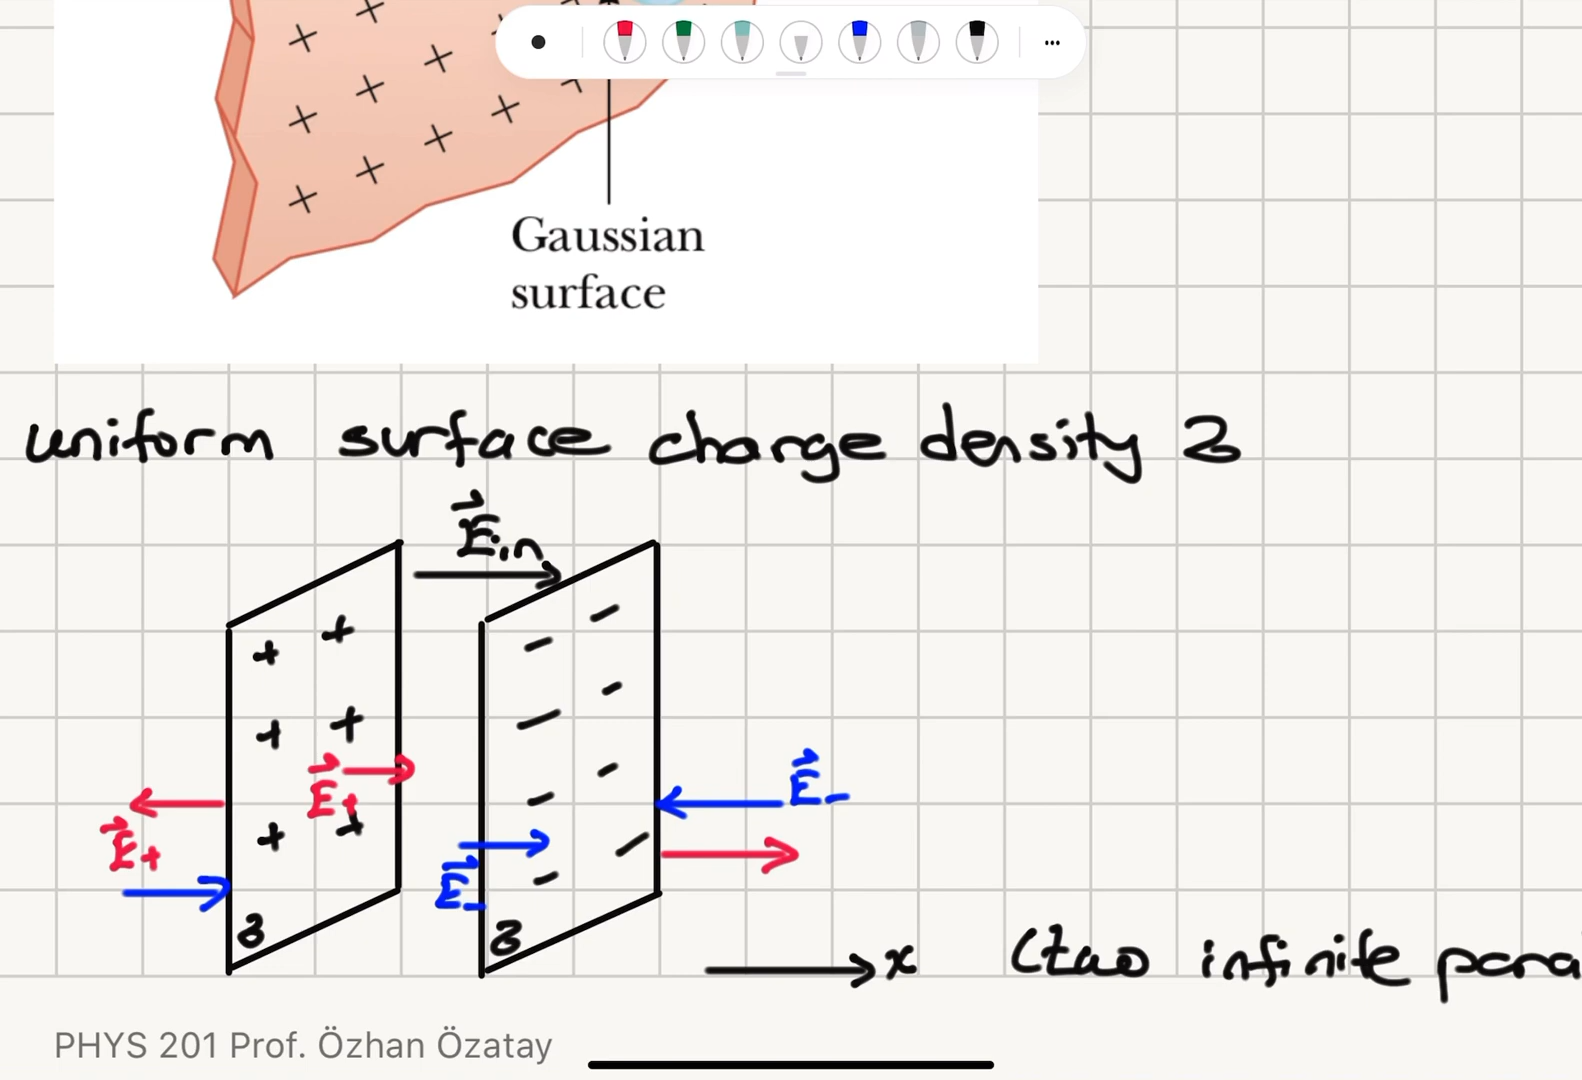 Gaussian
surface
uniform surface charge density σ
E⃗in
+ +
+ +
+ +
E⃗+
E⃗+
E⃗-
E⃗-
σ
σ
x (two infinite para
PHYS 201 Prof. Özhan Özatay